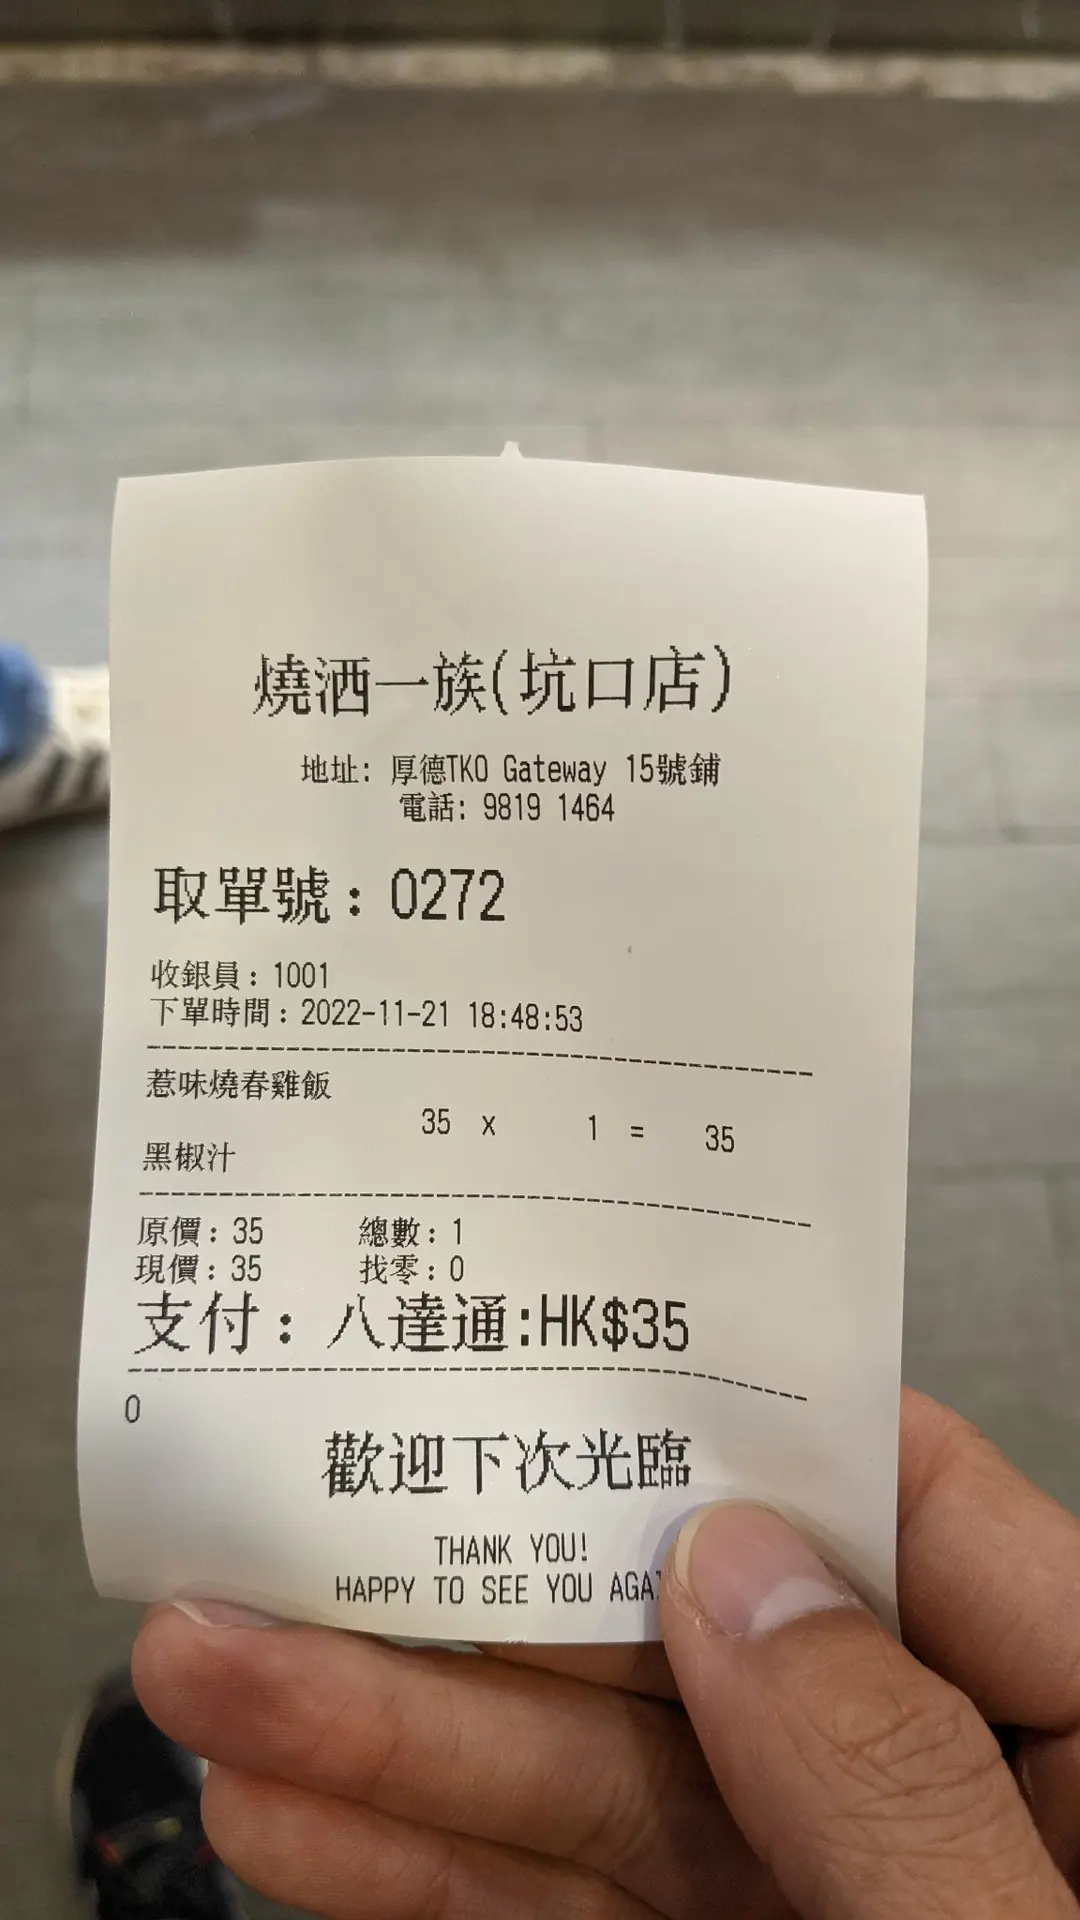 燒洒一族(坑口店)
地址: 厚德TKO Gateway 15號鋪
電話: 9819 1464
取單號: 0272
收銀員: 1001
下單時間: 2022-11-21 18:48:53
惹味燒春雞飯
35 x 1 = 35
黑椒汁
原價: 35 總數: 1
現價: 35 找零: 0
支付: 八達通:HK$35
0
歡迎下次光臨
THANK YOU!
HAPPY TO SEE YOU